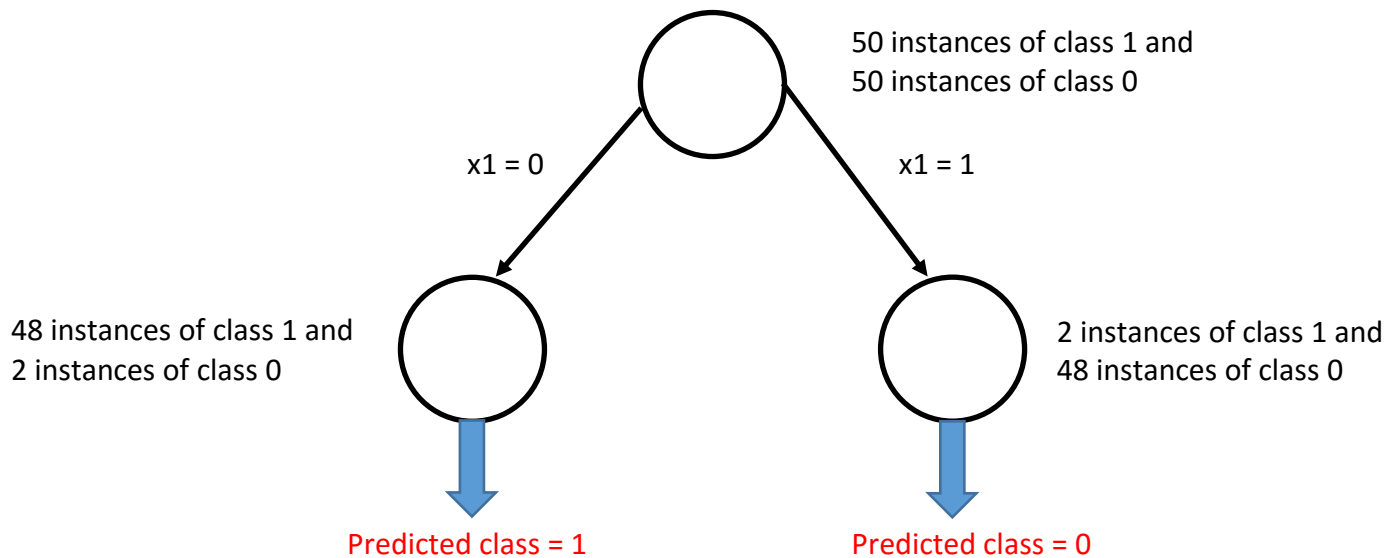 50 instances of class 1 and
50 instances of class 0
x1 = 0
x1 = 1
48 instances of class 1 and
2 instances of class 0
2 instances of class 1 and
48 instances of class 0
Predicted class = 1
Predicted class = 0